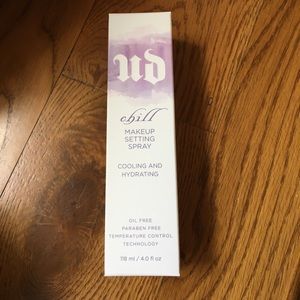 UD
chill
MAKEUP
SETTING
SPRAY
COOLING AND
HYDRATING
OIL FREE
PARABEN FREE
TEMPERATURE CONTROL
TECHNOLOGY
118 ml / 4.0 fl oz